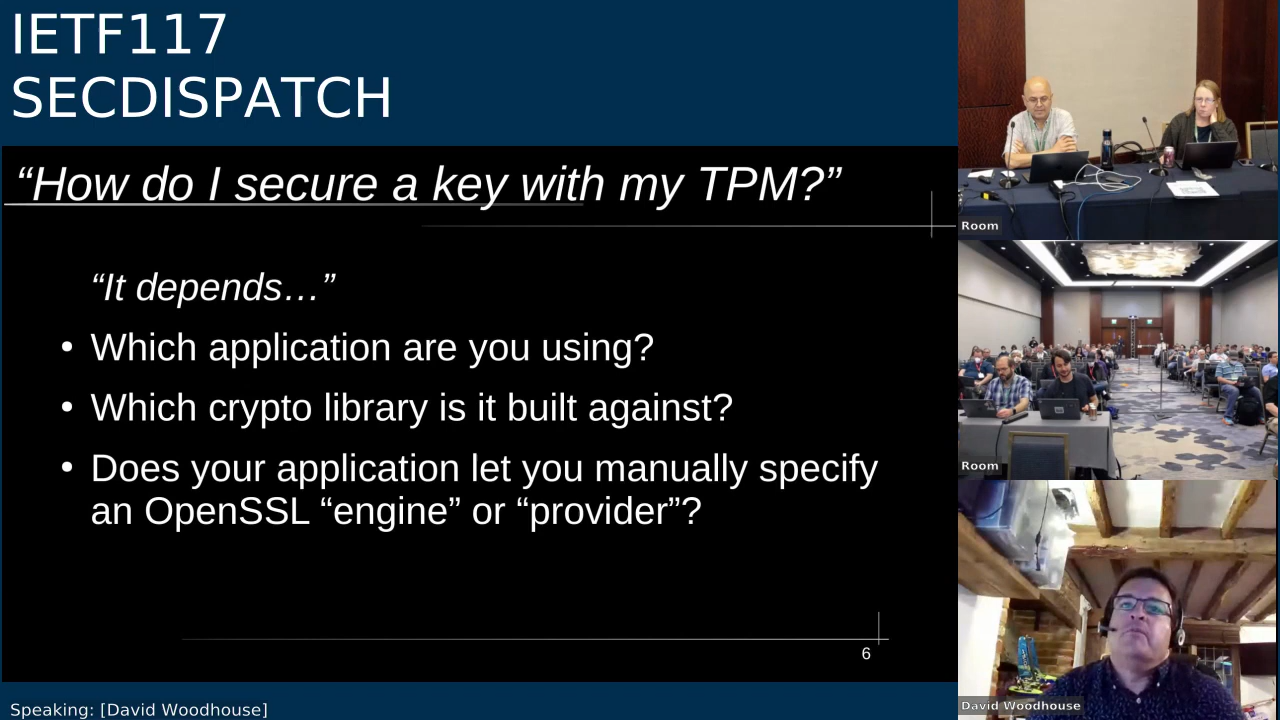 IETF117
SECDISPATCH
“How do I secure a key with my TPM?”
“It depends…”
• Which application are you using?
• Which crypto library is it built against?
• Does your application let you manually specify
an OpenSSL “engine” or “provider”?
6
Speaking: [David Woodhouse]
Room
Room
David Woodhouse